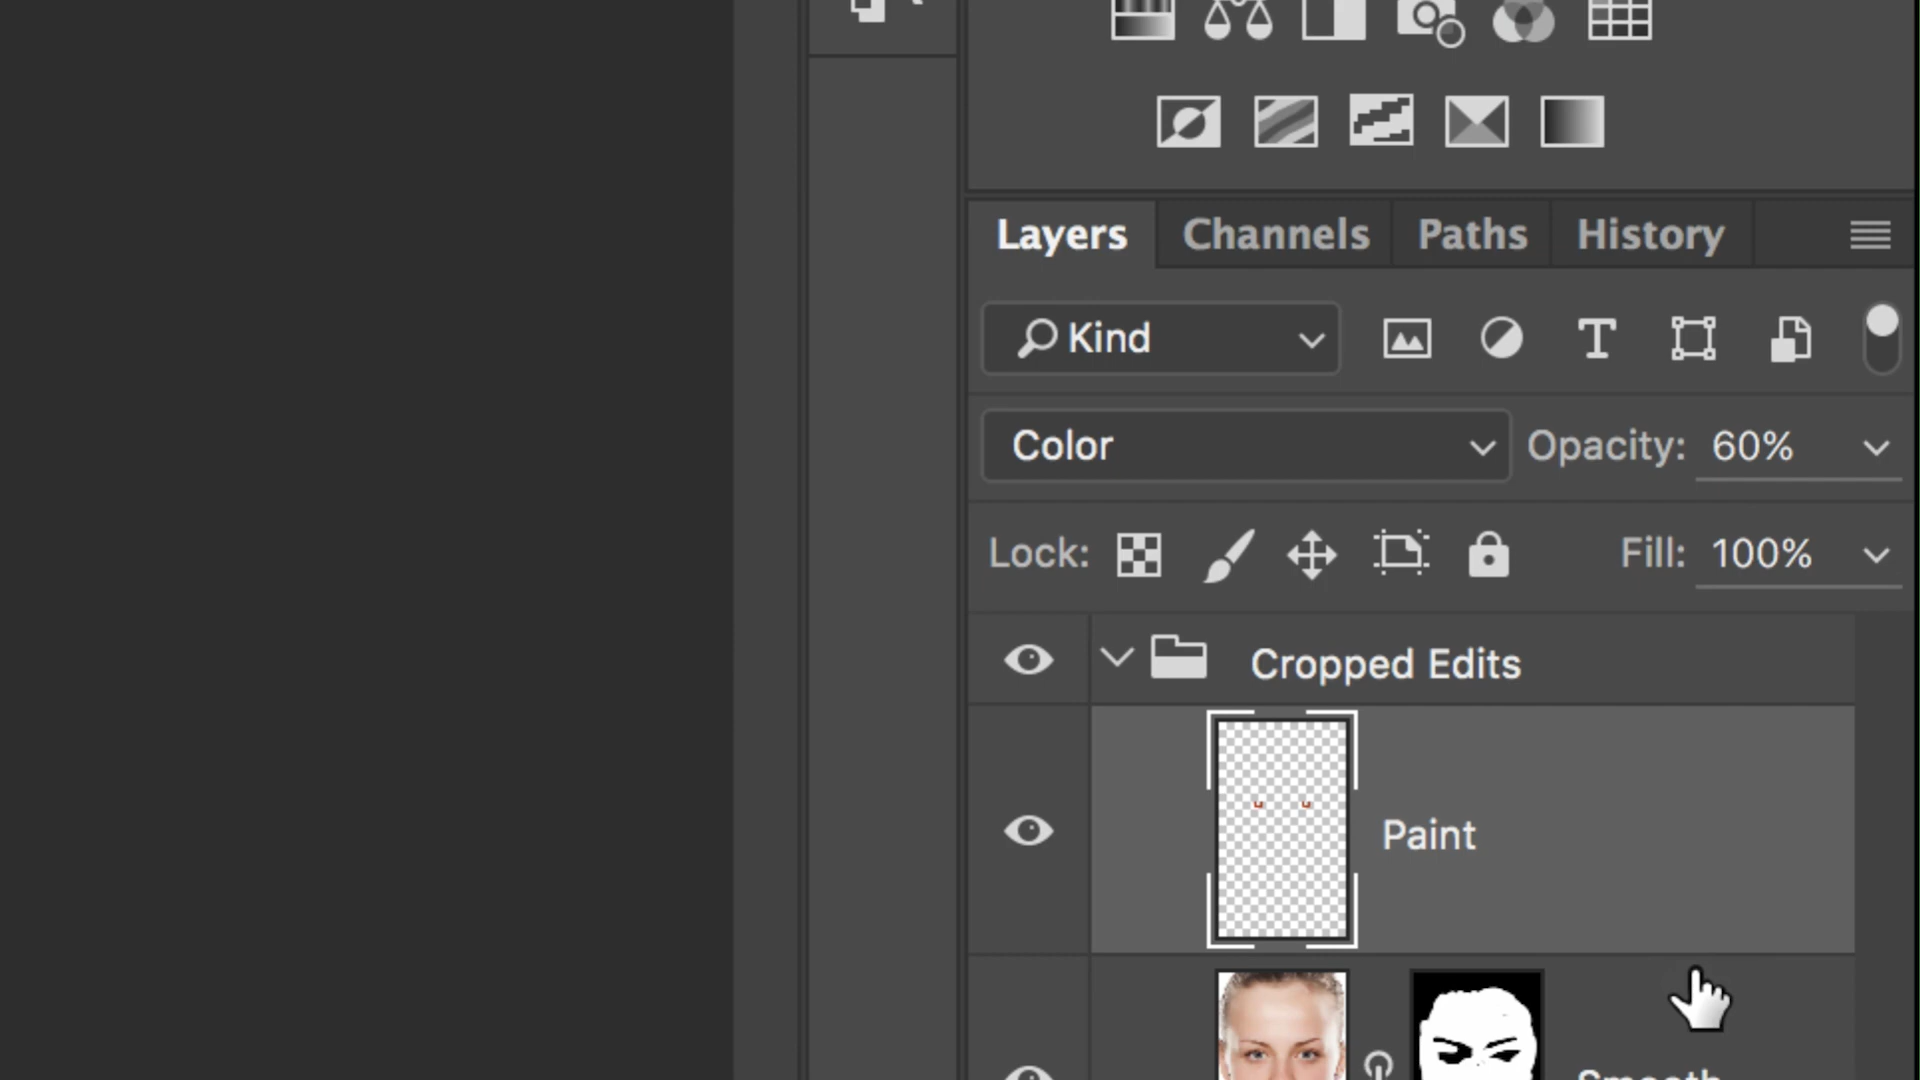 Layers Channels Paths History
Kind
Color Opacity: 60%
Lock: Fill: 100%
Cropped Edits
Paint
Smooth